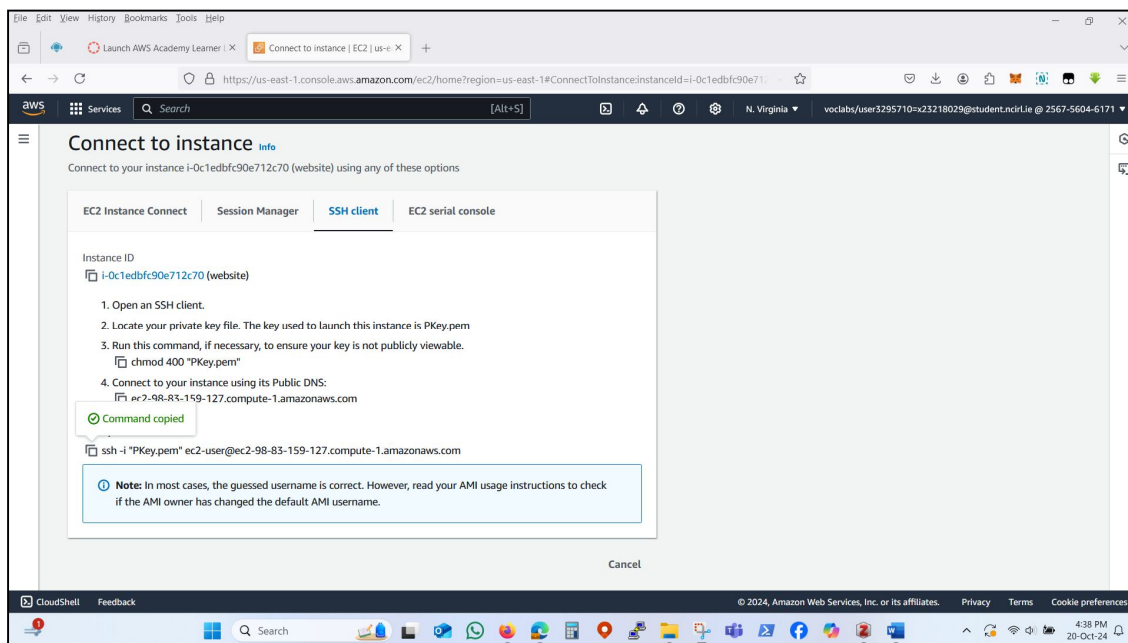 File Edit View History Bookmarks Tools Help
Launch AWS Academy Learner L
Connect to instance | EC2 | us-e
https://us-east-1.console.aws.amazon.com/ec2/home?region=us-east-1#ConnectToInstance:instanceId=i-0c1edbfc90e71
aws Services Search [Alt+S] N. Virginia voclabs/user3295710=x23218029@student.ncirl.ie @ 2567-5604-6171
Connect to instance Info
Connect to your instance i-0c1edbfc90e712c70 (website) using any of these options
EC2 Instance Connect Session Manager SSH client EC2 serial console
Instance ID
i-0c1edbfc90e712c70 (website)
1. Open an SSH client.
2. Locate your private key file. The key used to launch this instance is PKey.pem
3. Run this command, if necessary, to ensure your key is not publicly viewable.
chmod 400 "PKey.pem"
4. Connect to your instance using its Public DNS:
ec2-98-83-159-127.compute-1.amazonaws.com
Command copied
ssh -i "PKey.pem" ec2-user@ec2-98-83-159-127.compute-1.amazonaws.com
Note: In most cases, the guessed username is correct. However, read your AMI usage instructions to check
if the AMI owner has changed the default AMI username.
Cancel
CloudShell Feedback © 2024, Amazon Web Services, Inc. or its affiliates. Privacy Terms Cookie preferences
1 Search 4:38 PM
20-Oct-24